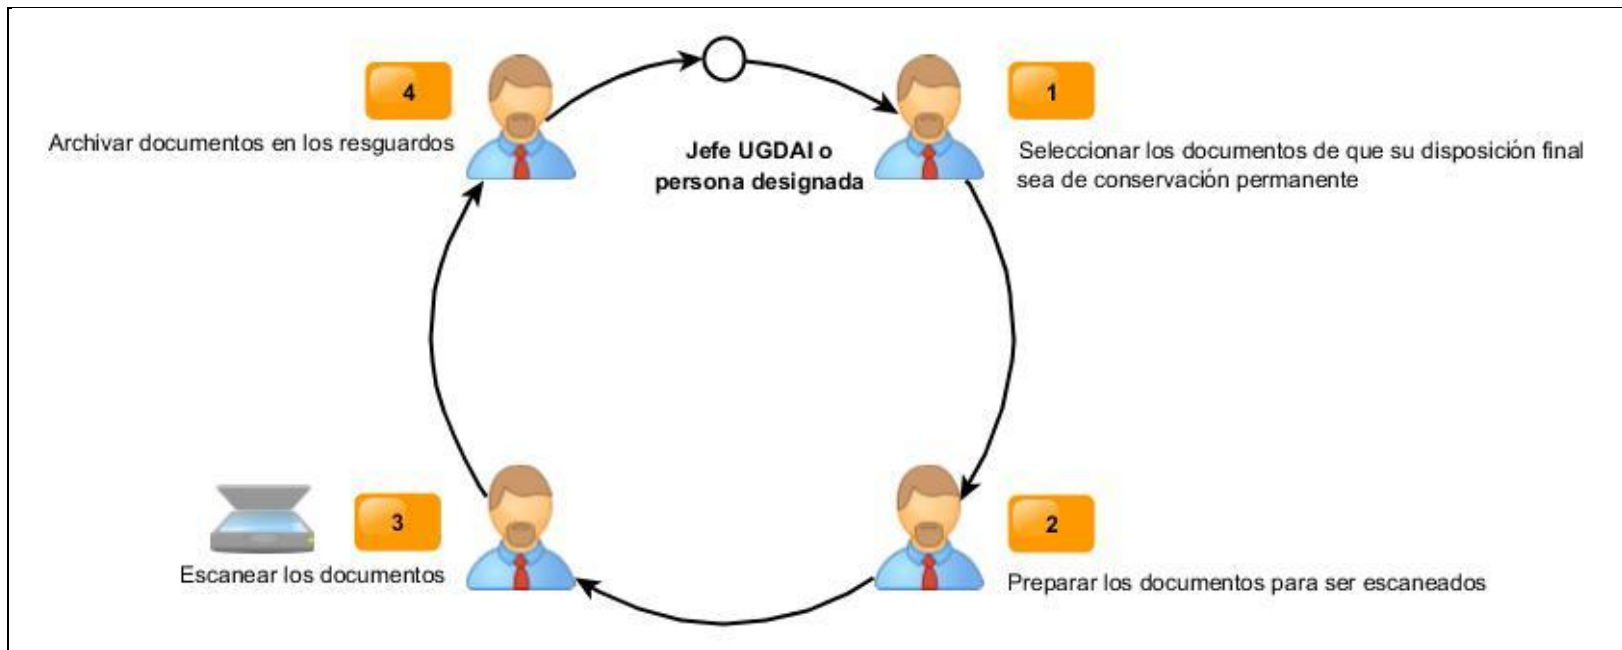 4
Archivar documentos en los resguardos
Jefe UGDAI o
persona designada
1
Seleccionar los documentos de que su disposición final
sea de conservación permanente
3
Escanear los documentos
2
Preparar los documentos para ser escaneados